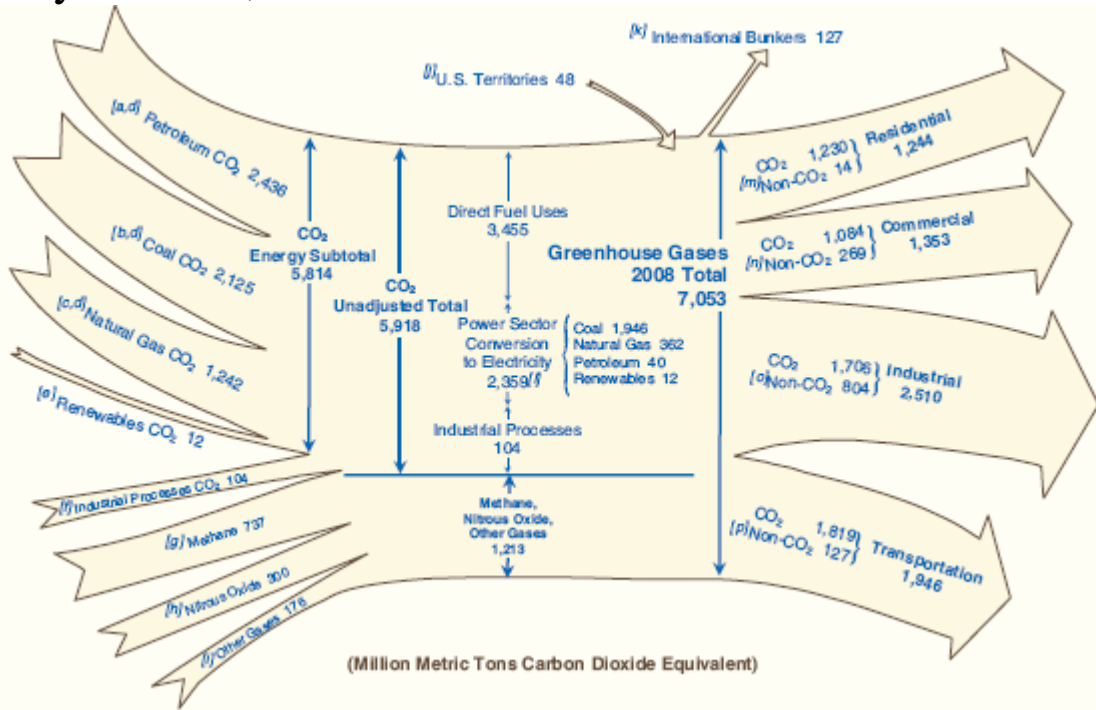 [k] International Bunkers 127
[j] U.S. Territories 48
[a,d] Petroleum CO₂ 2,436
[b,d] Coal CO₂ 2,125
[c,d] Natural Gas CO₂ 1,242
[e] Renewables CO₂ 12
[f] Industrial Processes CO₂ 104
[g] Methane 737
[h] Nitrous Oxide 300
[i] Other Gases 176
CO₂
Energy Subtotal
5,814
CO₂
Unadjusted Total
5,918
Direct Fuel Uses
3,455
Power Sector
Conversion
to Electricity
2,359
Coal 1,946
Natural Gas 362
Petroleum 40
Renewables 12
Industrial Processes
104
Methane,
Nitrous Oxide,
Other Gases
1,213
Greenhouse Gases
2008 Total
7,053
CO₂ 1,230
[m] Non-CO₂ 14
Residential
1,244
CO₂ 1,084
[n] Non-CO₂ 269
Commercial
1,353
CO₂ 1,706
[o] Non-CO₂ 804
Industrial
2,510
CO₂ 1,819
[p] Non-CO₂ 127
Transportation
1,946
(Million Metric Tons Carbon Dioxide Equivalent)